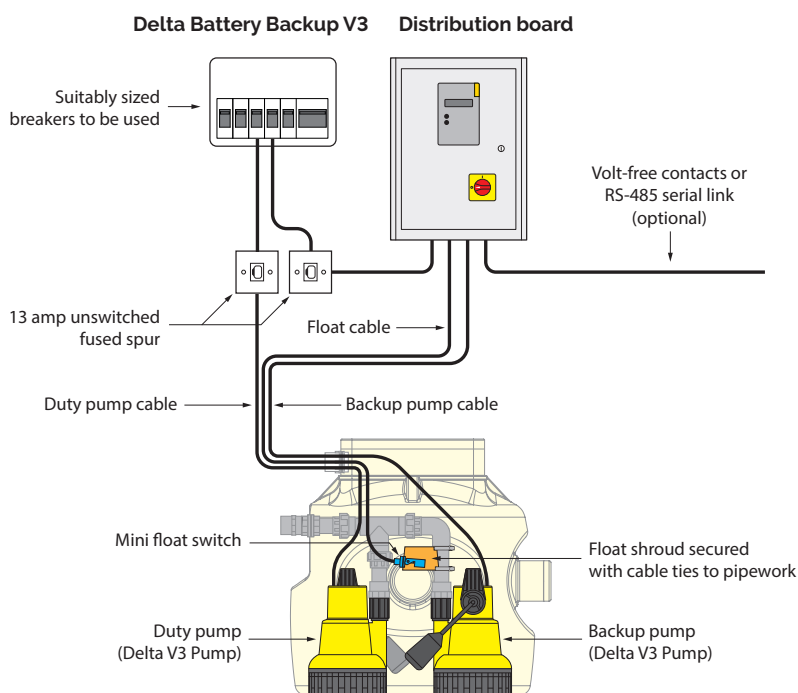 Delta Battery Backup V3
Distribution board
Suitably sized
breakers to be used
Volt-free contacts or
RS-485 serial link
(optional)
13 amp unswitched
fused spur
Float cable
Duty pump cable
Backup pump cable
Mini float switch
Float shroud secured
with cable ties to pipework
Duty pump
(Delta V3 Pump)
Backup pump
(Delta V3 Pump)